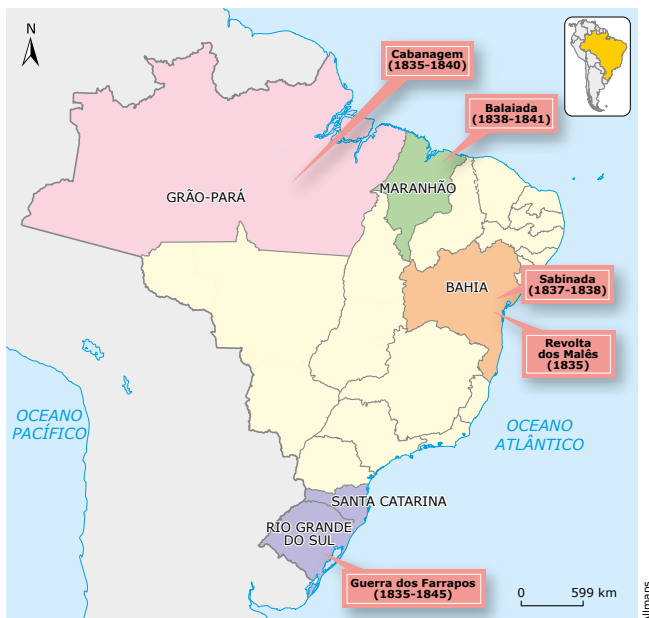 N
Cabanagem
(1835-1840)
Balaiada
(1838-1841)
MARANHÃO
GRÃO-PARÁ
Sabinada
(1837-1838)
BAHIA
Revolta
dos Malês
(1835)
OCEANO
PACÍFICO
OCEANO
ATLÂNTICO
SANTA CATARINA
RIO GRANDE
DO SUL
Guerra dos Farrapos
(1835-1845)
0 599 km
Allmaps